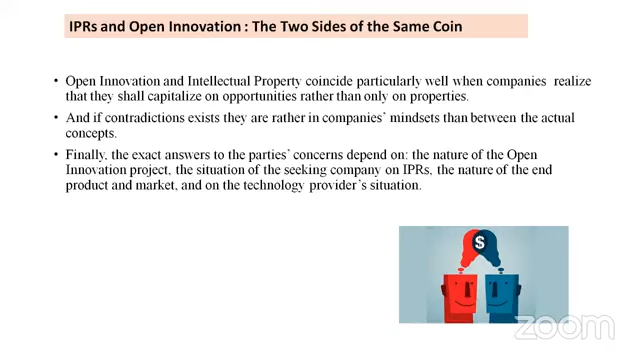 IPRs and Open Innovation : The Two Sides of the Same Coin
• Open Innovation and Intellectual Property coincide particularly well when companies realize
that they shall capitalize on opportunities rather than only on properties.
• And if contradictions exists they are rather in companies' mindsets than between the actual
concepts.
• Finally, the exact answers to the parties' concerns depend on: the nature of the Open
Innovation project, the situation of the seeking company on IPRs, the nature of the end
product and market, and on the technology provider's situation.
$
zoom